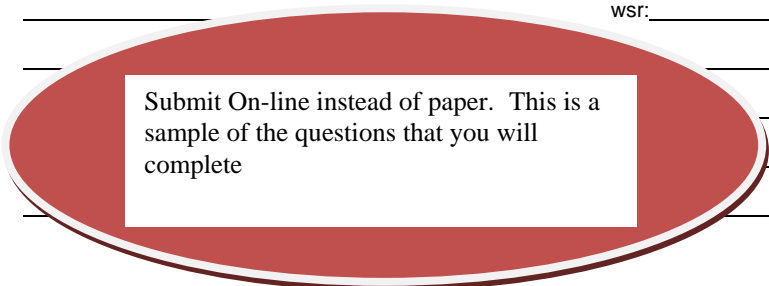 wsr:
Submit On-line instead of paper. This is a
sample of the questions that you will
complete